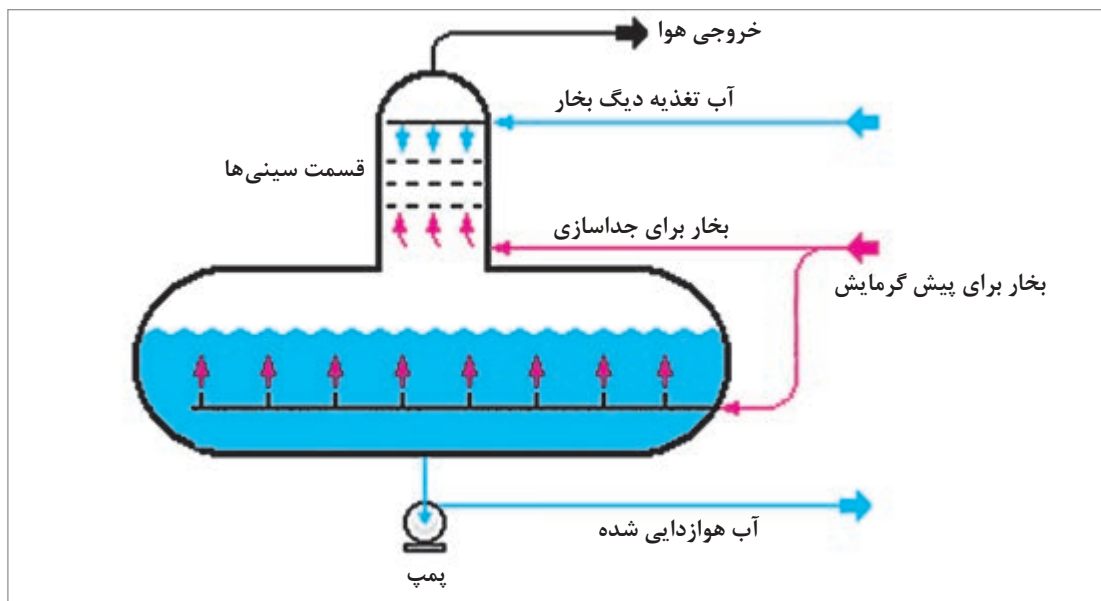 خروجی هوا
آب تغذیه دیگ بخار
قسمت سینی‌ها
بخار برای جداسازی
بخار برای پیش گرمایش
آب هوازدایی شده
پمپ